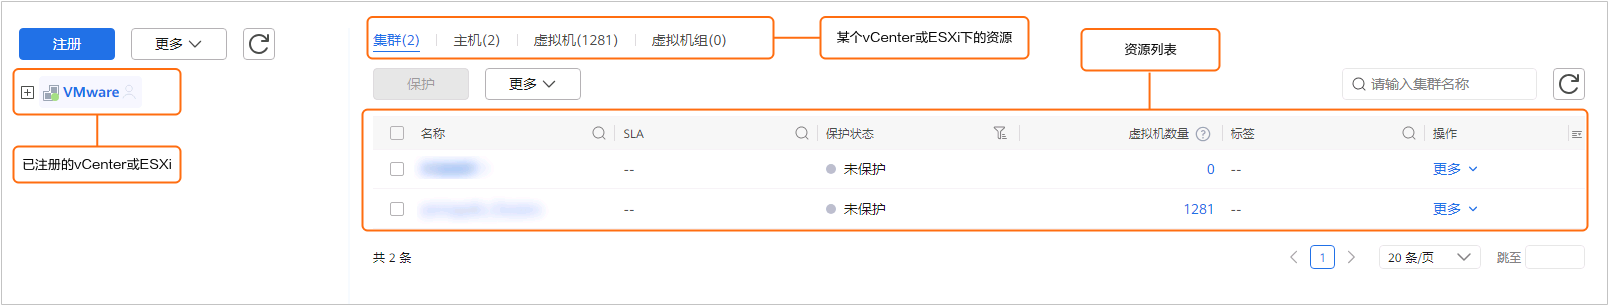 注册
更多
VMware
已注册的vCenter或ESXi
集群(2)
主机(2)
虚拟机(1281)
虚拟机组(0)
某个vCenter或ESXi下的资源
资源列表
保护
更多
请输入集群名称
名称 SLA 保护状态 虚拟机数量 标签 操作
-- 未保护 0 -- 更多
-- 未保护 1281 -- 更多
共 2 条
1
20 条/页
跳至